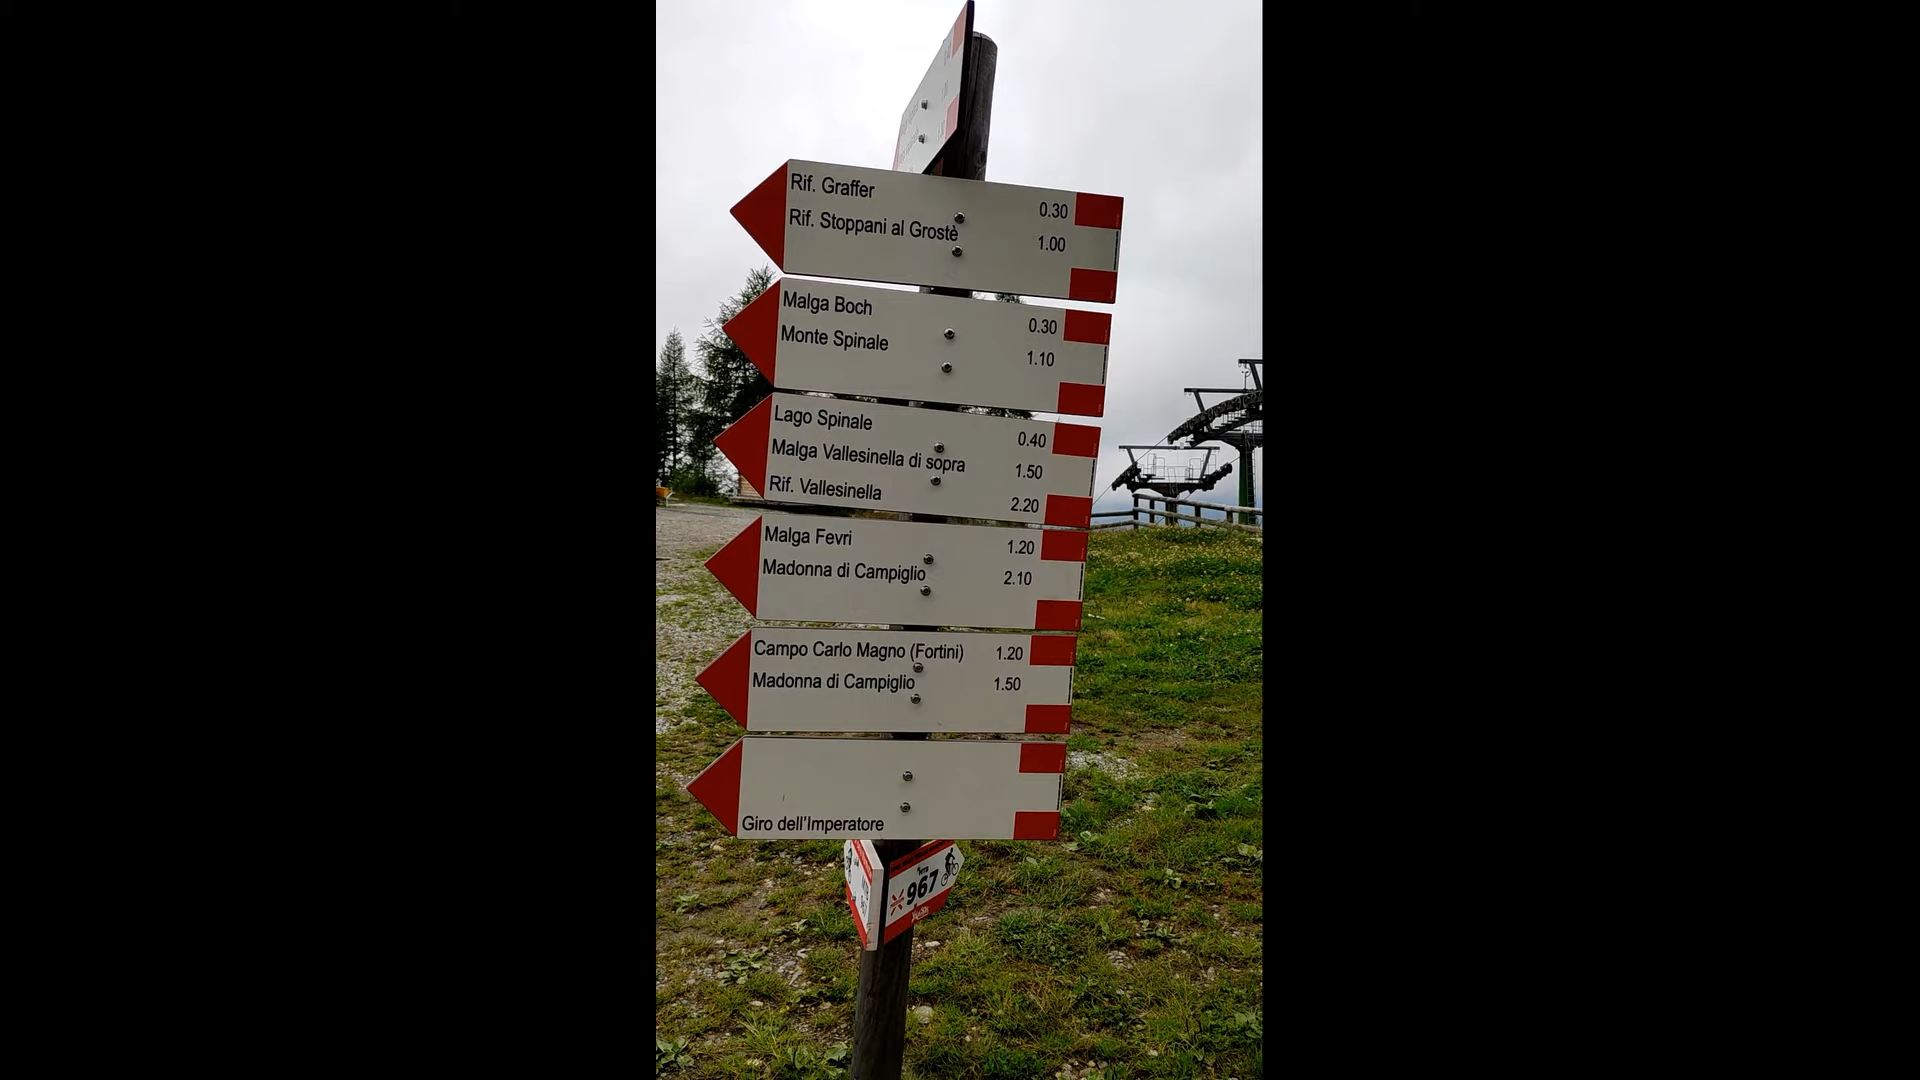 Rif. Graffer 0.30
Rif. Stoppani al Grostè 1.00
Malga Boch 0.30
Monte Spinale 1.10
Lago Spinale 0.40
Malga Vallesinella di sopra 1.50
Rif. Vallesinella 2.20
Malga Fevri 1.20
Madonna di Campiglio 2.10
Campo Carlo Magno (Fortini) 1.20
Madonna di Campiglio 1.50
Giro dell'Imperatore
MTB
967